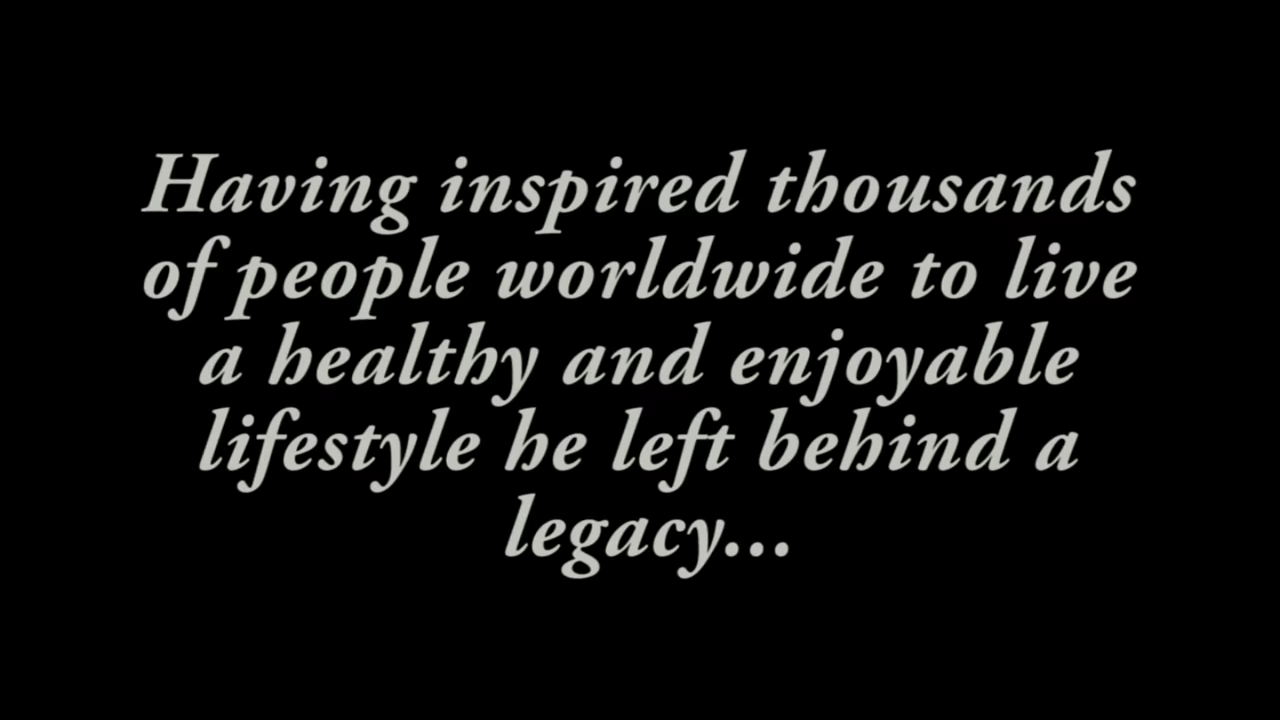 Having inspired thousands
of people worldwide to live
a healthy and enjoyable
lifestyle he left behind a
legacy...